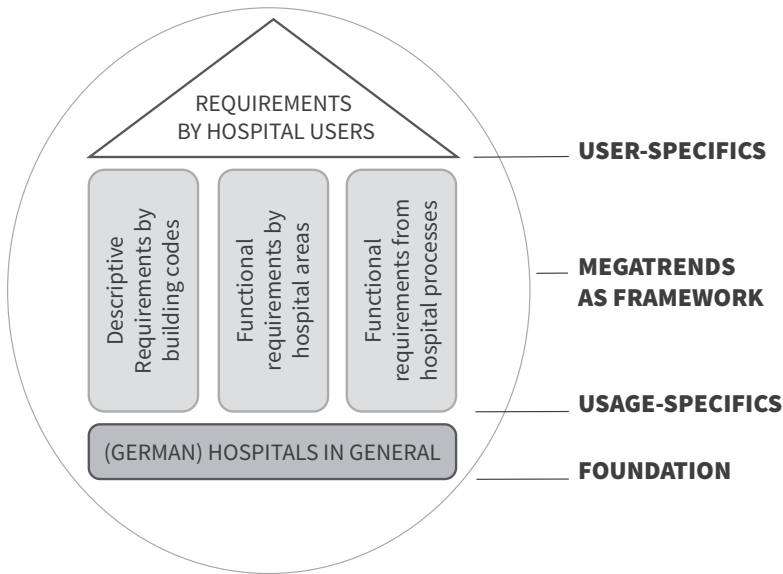 REQUIREMENTS
BY HOSPITAL USERS
USER-SPECIFICS
Descriptive
Requirements by
building codes
Functional
requirements by
hospital areas
Functional
requirements from
hospital processes
MEGATRENDS
AS FRAMEWORK
USAGE-SPECIFICS
(GERMAN) HOSPITALS IN GENERAL
FOUNDATION